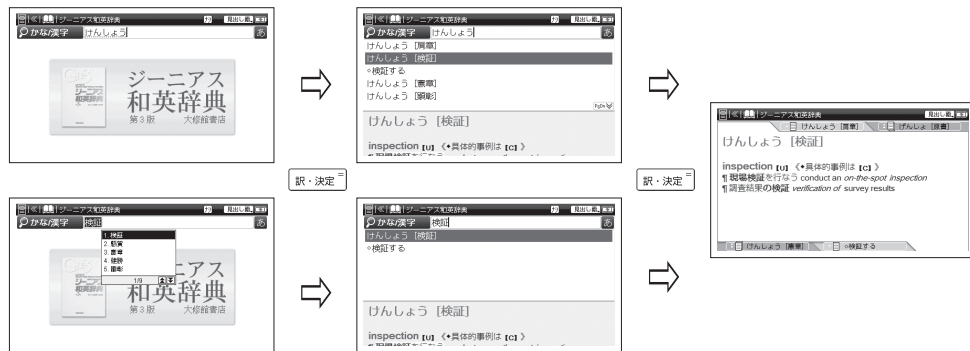 ジーニアス和英辞典 見出し戦
かな/漢字 けんしょう あ
ジーニアス
和英辞典
第3版 大修館書店
ジーニアス和英辞典
かな/漢字 けんしょう あ
けんしょう [肩章]
けんしょう [検証]
◦検証する
けんしょう [憲章]
けんしょう [顕彰]
けんしょう [検証]
inspection [U] 《◆具体的事例は [C] 》
訳・決定 =
ジーニアス和英辞典
かな/漢字 検証 あ
1. 検証
2. 懸賞
3. 憲章
4. 健勝
5. 顕彰
1/9
ジーニアス
和英辞典
第3版 大修館書店
ジーニアス和英辞典
かな/漢字 検証 あ
けんしょう [検証]
◦検証する
けんしょう [検証]
inspection [U] 《◆具体的事例は [C] 》
訳・決定 =
ジーニアス和英辞典
けんしょう [肩章] げんしょ [原書]
けんしょう [検証]
inspection [U] 《◆具体的事例は [C] 》
¶ 現場検証を行なう conduct an on-the-spot inspection
¶ 調査結果の検証 verification of survey results
けんしょう [憲章] ◦検証する